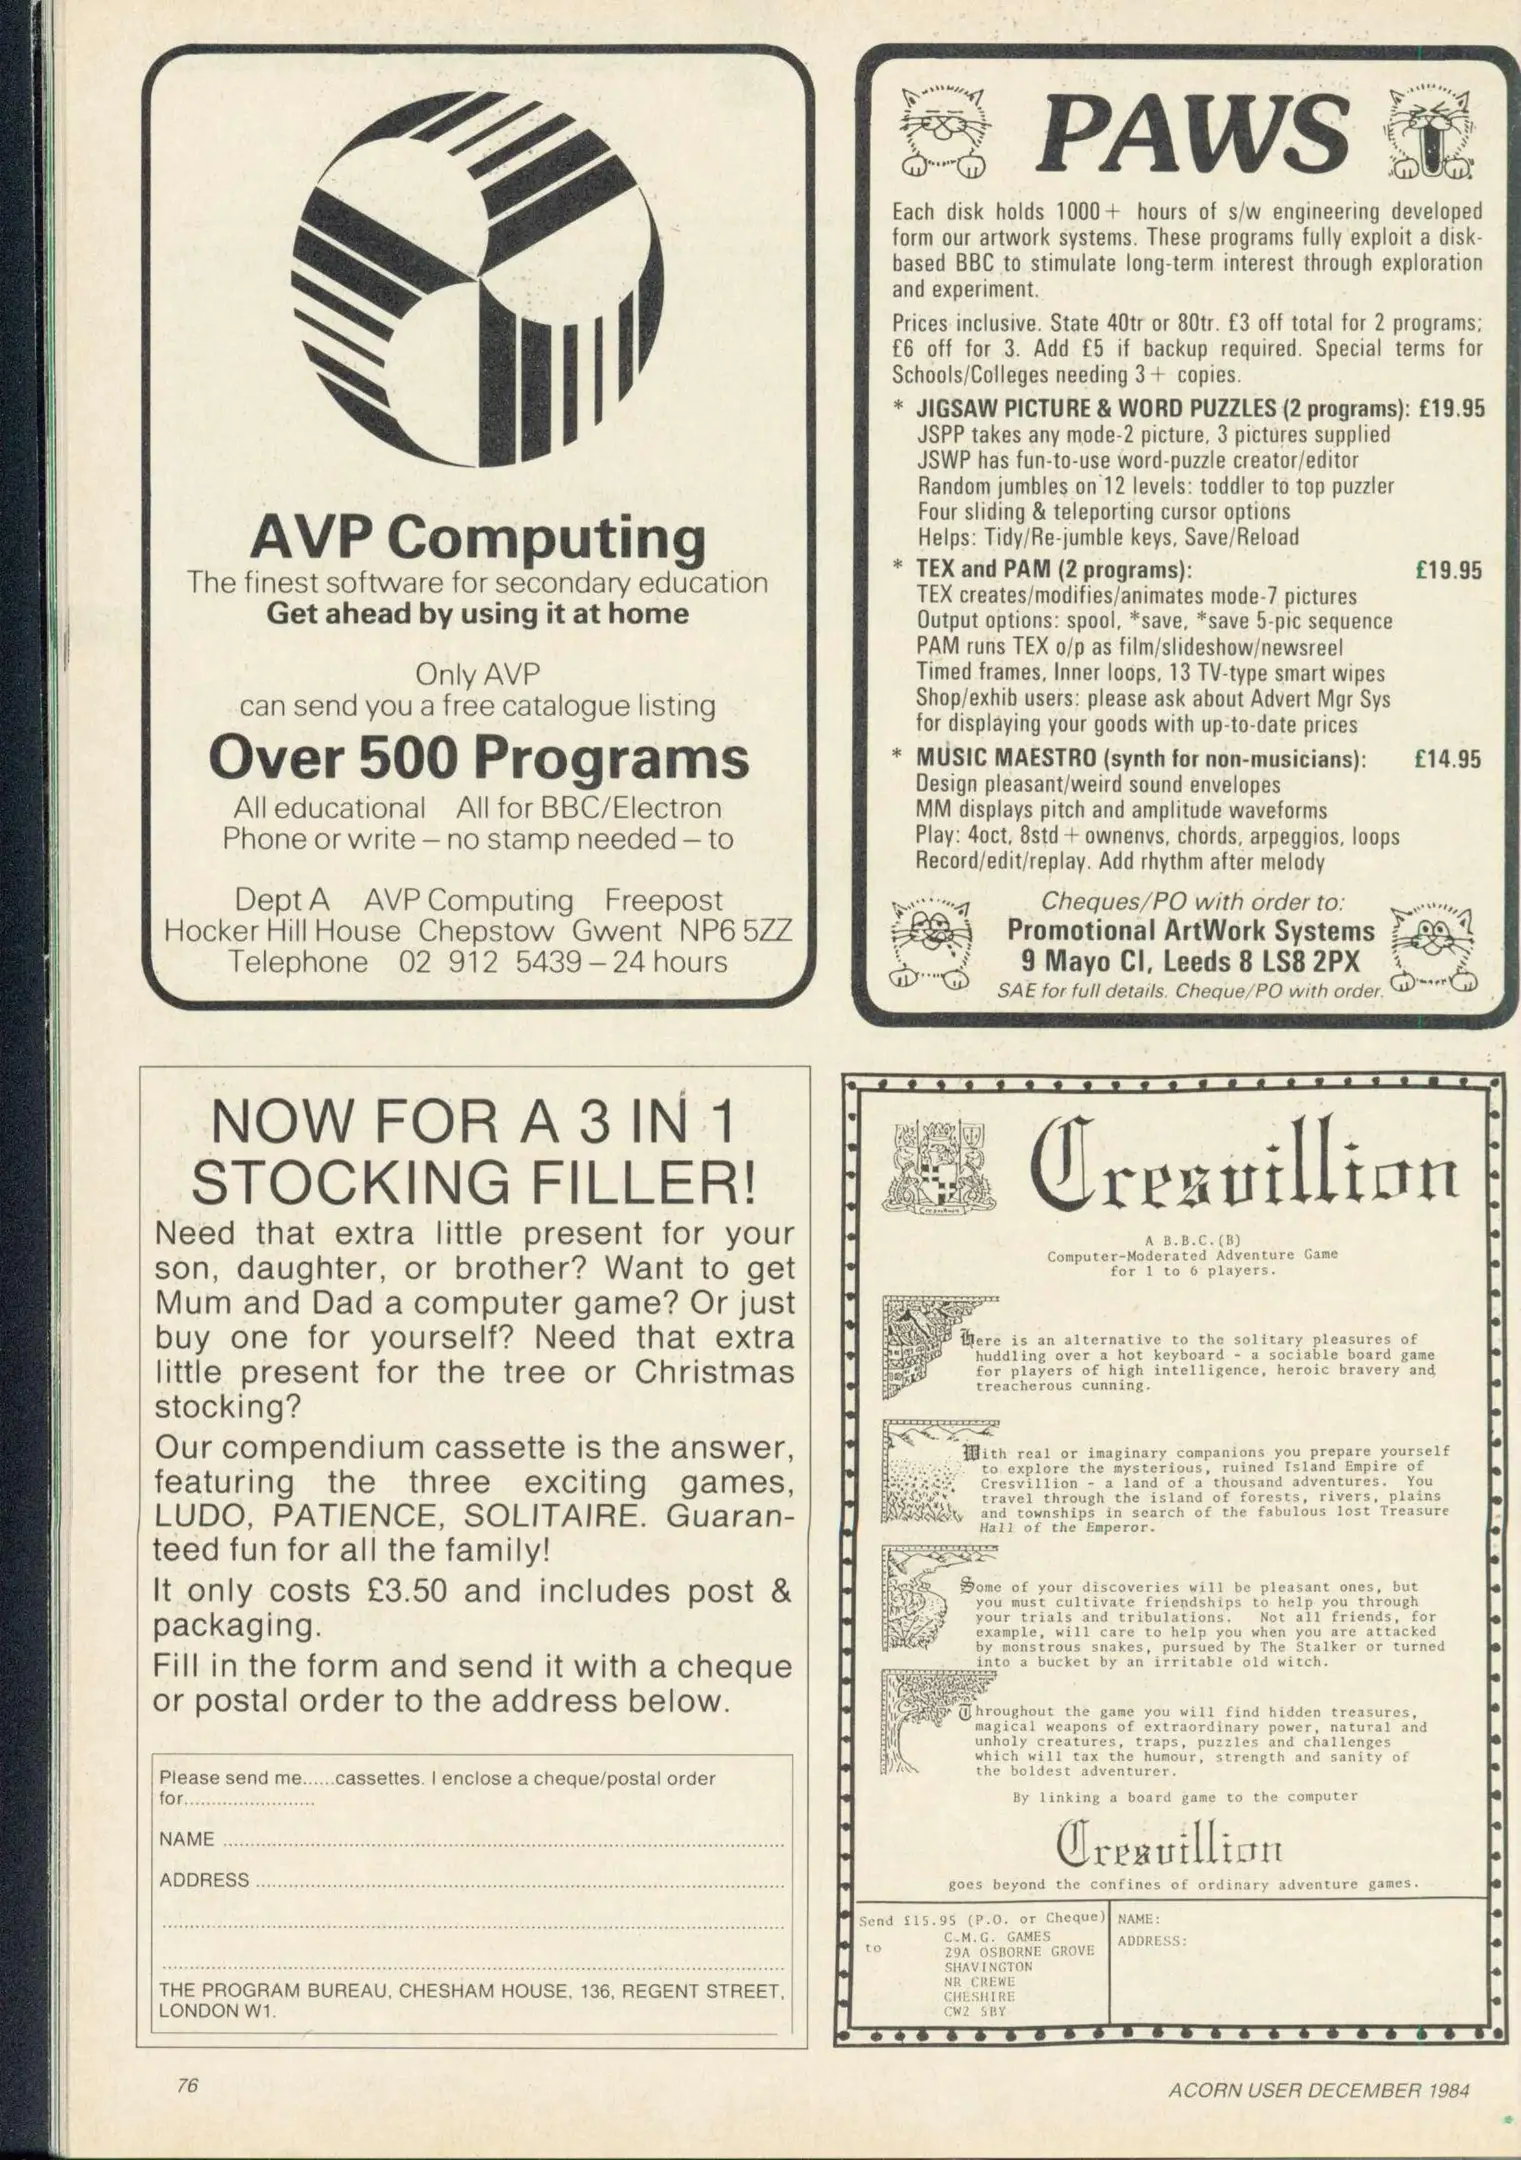 AVP Computing
The finest software for secondary education
Get ahead by using it at home
Only AVP
can send you a free catalogue listing
Over 500 Programs
All educational All for BBC/Electron
Phone or write – no stamp needed – to
Dept A AVP Computing Freepost
Hocker Hill House Chepstow Gwent NP6 5ZZ
Telephone 02 912 5439 – 24 hours
PAWS
Each disk holds 1000+ hours of s/w engineering developed
form our artwork systems. These programs fully exploit a disk-
based BBC to stimulate long-term interest through exploration
and experiment.
Prices inclusive. State 40tr or 80tr. £3 off total for 2 programs;
£6 off for 3. Add £5 if backup required. Special terms for
Schools/Colleges needing 3+ copies.
* JIGSAW PICTURE & WORD PUZZLES (2 programs): £19.95
JSPP takes any mode-2 picture, 3 pictures supplied
JSWP has fun-to-use word-puzzle creator/editor
Random jumbles on 12 levels: toddler to top puzzler
Four sliding & teleporting cursor options
Helps: Tidy/Re-jumble keys, Save/Reload
* TEX and PAM (2 programs): £19.95
TEX creates/modifies/animates mode-7 pictures
Output options: spool, *save, *save 5-pic sequence
PAM runs TEX o/p as film/slideshow/newsreel
Timed frames, Inner loops, 13 TV-type smart wipes
Shop/exhib users: please ask about Advert Mgr Sys
for displaying your goods with up-to-date prices
* MUSIC MAESTRO (synth for non-musicians): £14.95
Design pleasant/weird sound envelopes
MM displays pitch and amplitude waveforms
Play: 4oct, 8std + ownenvs, chords, arpeggios, loops
Record/edit/replay. Add rhythm after melody
Cheques/PO with order to:
Promotional ArtWork Systems
9 Mayo Cl, Leeds 8 LS8 2PX
SAE for full details. Cheque/PO with order.
NOW FOR A 3 IN 1
STOCKING FILLER!
Need that extra little present for your
son, daughter, or brother? Want to get
Mum and Dad a computer game? Or just
buy one for yourself? Need that extra
little present for the tree or Christmas
stocking?
Our compendium cassette is the answer,
featuring the three exciting games,
LUDO, PATIENCE, SOLITAIRE. Guaran-
teed fun for all the family!
It only costs £3.50 and includes post &
packaging.
Fill in the form and send it with a cheque
or postal order to the address below.
Please send me......cassettes. I enclose a cheque/postal order
for........................
NAME ........................
ADDRESS ........................
THE PROGRAM BUREAU, CHESHAM HOUSE, 136, REGENT STREET,
LONDON W1.
Cresvillion
A B.B.C.(B)
Computer-Moderated Adventure Game
for 1 to 6 players.
Here is an alternative to the solitary pleasures of
huddling over a hot keyboard - a sociable board game
for players of high intelligence, heroic bravery and
treacherous cunning.
With real or imaginary companions you prepare yourself
to explore the mysterious, ruined Island Empire of
Cresvillion - a land of a thousand adventures. You
travel through the island of forests, rivers, plains
and townships in search of the fabulous lost Treasure
Hall of the Emperor.
Some of your discoveries will be pleasant ones, but
you must cultivate friendships to help you through
your trials and tribulations. Not all friends, for
example, will care to help you when you are attacked
by monstrous snakes, pursued by The Stalker or turned
into a bucket by an irritable old witch.
Throughout the game you will find hidden treasures,
magical weapons of extraordinary power, natural and
unholy creatures, traps, puzzles and challenges
which will tax the humour, strength and sanity of
the boldest adventurer.
By linking a board game to the computer
Cresvillion
goes beyond the confines of ordinary adventure games.
Send £15.95 (P.O. or Cheque)
to C.M.G. GAMES
29A OSBORNE GROVE
SHAVINGTON
NR CREWE
CHESHIRE
CW2 5BY
NAME:
ADDRESS:
76
ACORN USER DECEMBER 1984